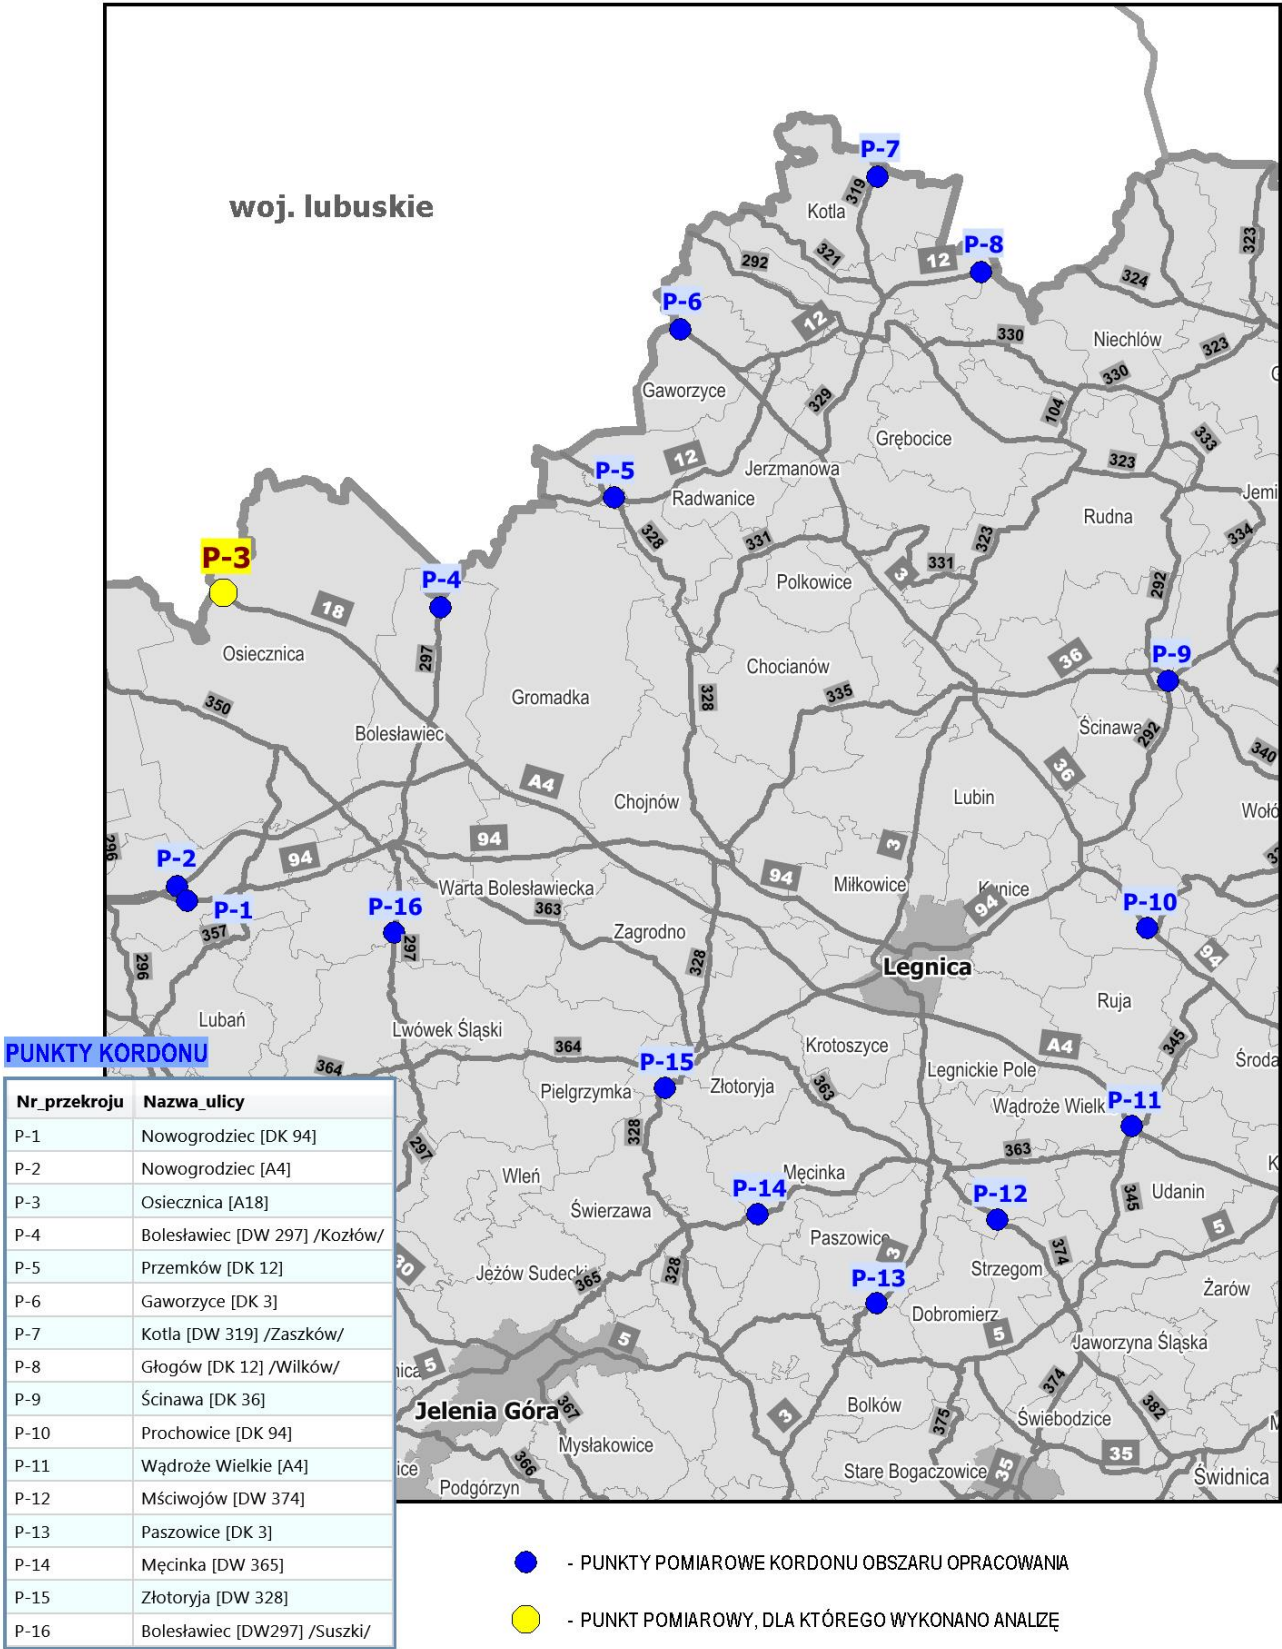 P-7
319
Kotla
woj. lubuskie
P-8
12
321
292
323
324
P-6
12
330
Niechlów
323
330
Gaworzyce
329
104
Grębocice
333
12
323
Jerzmanowa
P-5
Radwanice
Jemi
Rudna
328
331
323
334
P-3
331
3
P-4
Polkowice
292
18
Osiecznica
297
36
P-9
Chocianów
328
335
350
Gromadka
Ścinawa
292
Bolesławiec
340
36
A4
Chojnów
Lubin
Woło
94
3
296
P-2
94
94
Miłkowice
Kunice
Warta Bolesławiecka
94
P-10
P-16
363
P-1
357
Zagrodno
297
94
296
328
Legnica
Ruja
Lubań
Lwówek Śląski
345
364
Krotoszyce
A4
Środa
PUNKTY KORDONU
P-15
364
Legnickie Pole
Pielgrzymka
Złotoryja
363
Wądroże Wielk
P-11
328
297
363
Męcinka
Wleń
P-14
P-12
345
Udanin
Świerzawa
5
Paszowice
3
374
Strzegom
328
Jeżów Sudecki
365
30
P-13
Żarów
Dobromierz
5
5
5
Jaworzyna Śląska
nica
374
382
367
Jelenia Góra
3
Bolków
375
Świebodzice
Mysłakowice
35
366
ice
Stare Bogaczowice
35
Świdnica
Podgórzyn
Nr_przekroju Nazwa_ulicy
P-1 Nowogrodziec [DK 94]
P-2 Nowogrodziec [A4]
P-3 Osiecznica [A18]
P-4 Bolesławiec [DW 297] /Kozłów/
P-5 Przemków [DK 12]
P-6 Gaworzyce [DK 3]
P-7 Kotla [DW 319] /Zaszków/
P-8 Głogów [DK 12] /Wilków/
P-9 Ścinawa [DK 36]
P-10 Prochowice [DK 94]
P-11 Wądroże Wielkie [A4]
P-12 Mściwojów [DW 374]
P-13 Paszowice [DK 3]
P-14 Męcinka [DW 365]
P-15 Złotoryja [DW 328]
P-16 Bolesławiec [DW297] /Suszki/
- PUNKTY POMIAROWE KORDONU OBSZARU OPRACOWANIA
- PUNKT POMIAROWY, DLA KTÓREGO WYKONANO ANALIZĘ